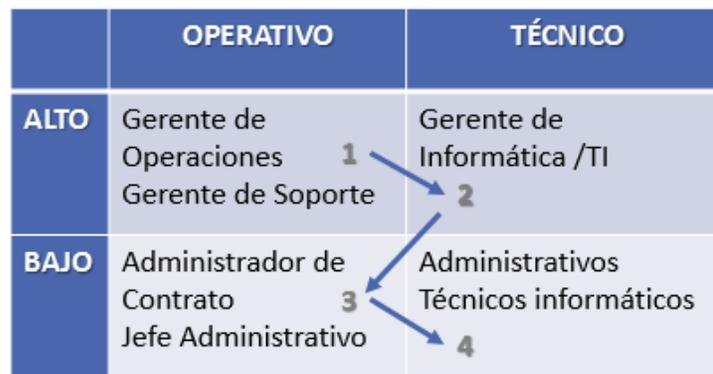 OPERATIVO TÉCNICO
ALTO Gerente de Gerente de
Operaciones 1 Informática /TI
Gerente de Soporte 2
BAJO Administrador de Administrativos
Contrato 3 Técnicos informáticos
Jefe Administrativo 4